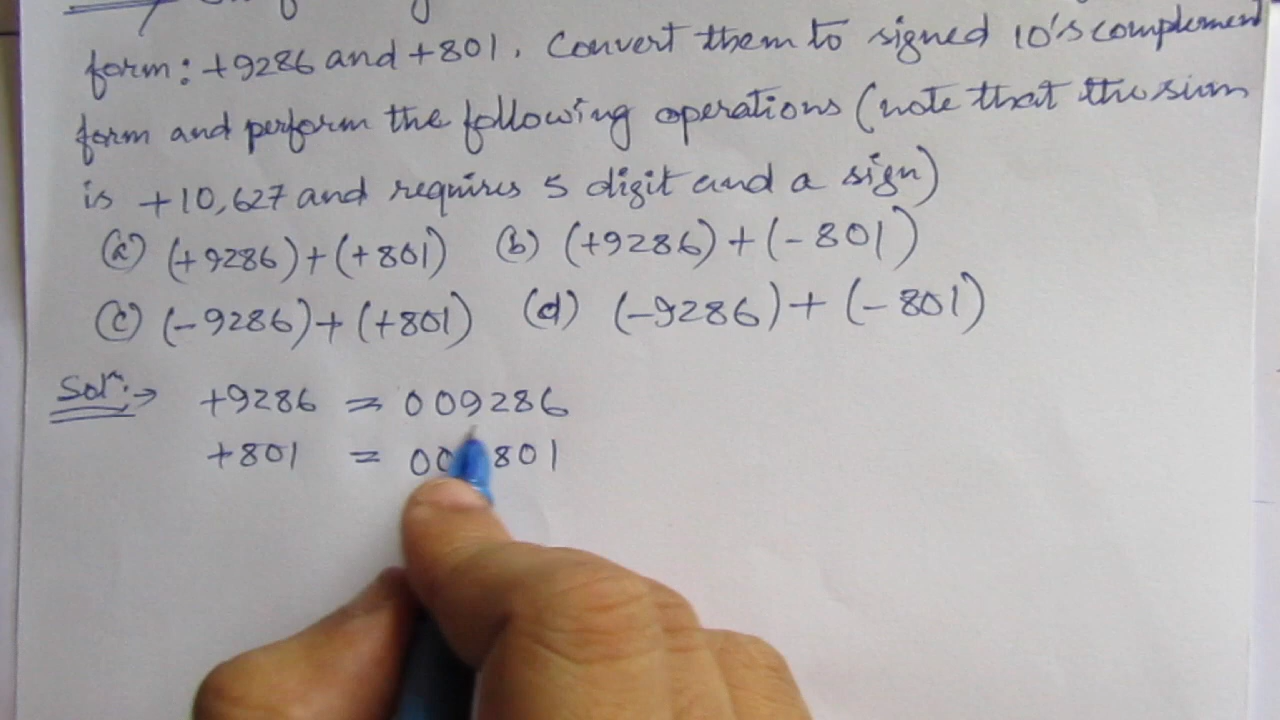 form: +9286 and +801. Convert them to signed 10's complement
form and perform the following operations (note that the sum
is +10,627 and requires 5 digit and a sign)
(a) (+9286)+(+801) (b) (+9286)+(-801)
(c) (-9286)+(+801) (d) (-9286)+(-801)
Solⁿ:→ +9286 = 009286
+801 = 00 801